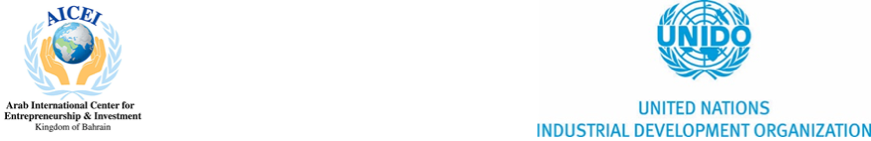 AICEI
Arab International Center for
Entrepreneurship & Investment
Kingdom of Bahrain
UNIDO
UNITED NATIONS
INDUSTRIAL DEVELOPMENT ORGANIZATION